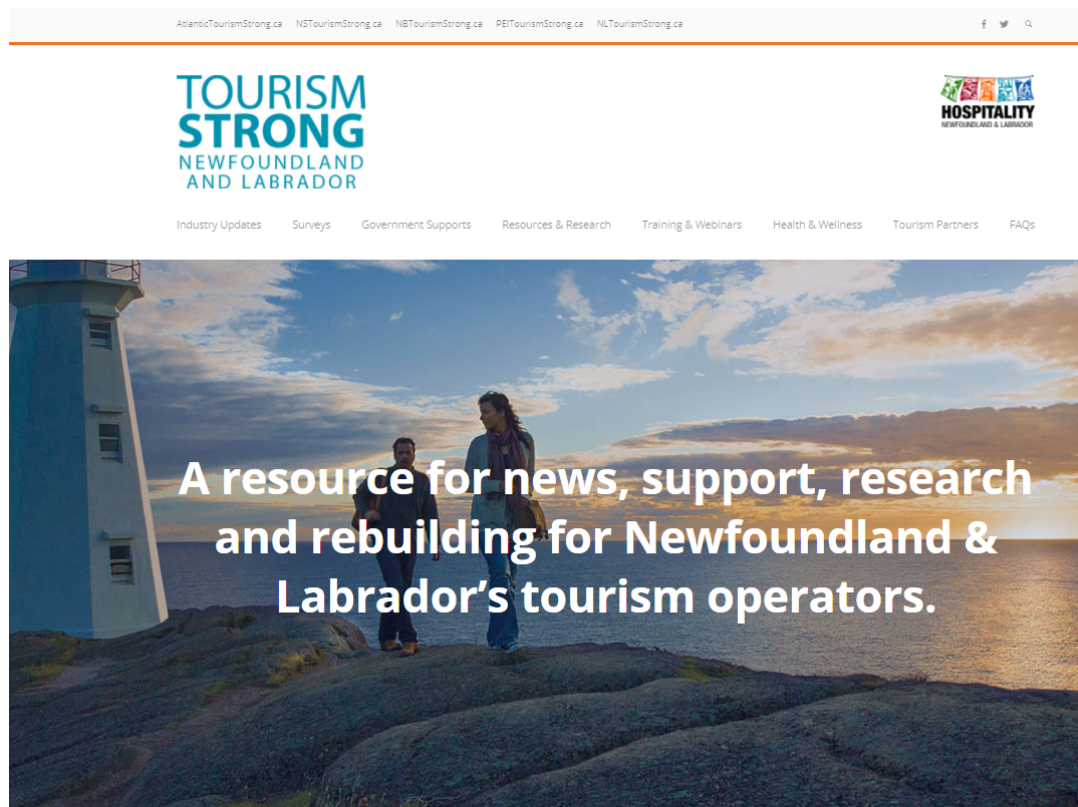 AtlanticTourismStrong.ca NSTourismStrong.ca NBTourismStrong.ca PEITourismStrong.ca NLTourismStrong.ca
TOURISM
STRONG
NEWFOUNDLAND
AND LABRADOR
HOSPITALITY
NEWFOUNDLAND & LABRADOR
Industry Updates Surveys Government Supports Resources & Research Training & Webinars Health & Wellness Tourism Partners FAQs
A resource for news, support, research
and rebuilding for Newfoundland &
Labrador’s tourism operators.